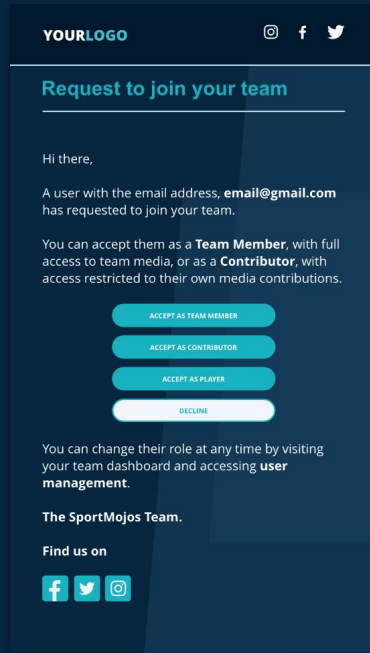 YOURLOGO
Request to join your team
Hi there,
A user with the email address, email@gmail.com
has requested to join your team.
You can accept them as a Team Member, with full
access to team media, or as a Contributor, with
access restricted to their own media contributions.
ACCEPT AS TEAM MEMBER
ACCEPT AS CONTRIBUTOR
ACCEPT AS PLAYER
DECLINE
You can change their role at any time by visiting
your team dashboard and accessing user
management.
The SportMojos Team.
Find us on